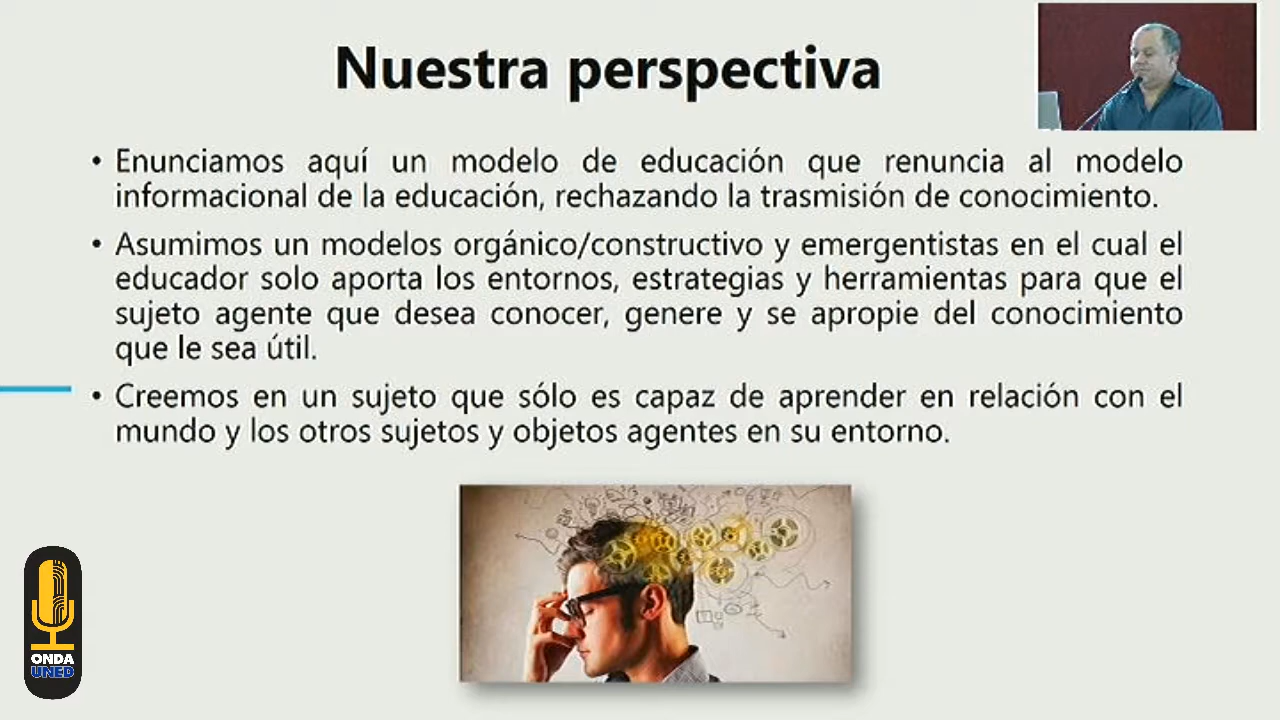 Nuestra perspectiva
• Enunciamos aquí un modelo de educación que renuncia al modelo
informacional de la educación, rechazando la trasmisión de conocimiento.
• Asumimos un modelos orgánico/constructivo y emergentistas en el cual el
educador solo aporta los entornos, estrategias y herramientas para que el
sujeto agente que desea conocer, genere y se apropie del conocimiento
que le sea útil.
• Creemos en un sujeto que sólo es capaz de aprender en relación con el
mundo y los otros sujetos y objetos agentes en su entorno.
ONDA
UNED